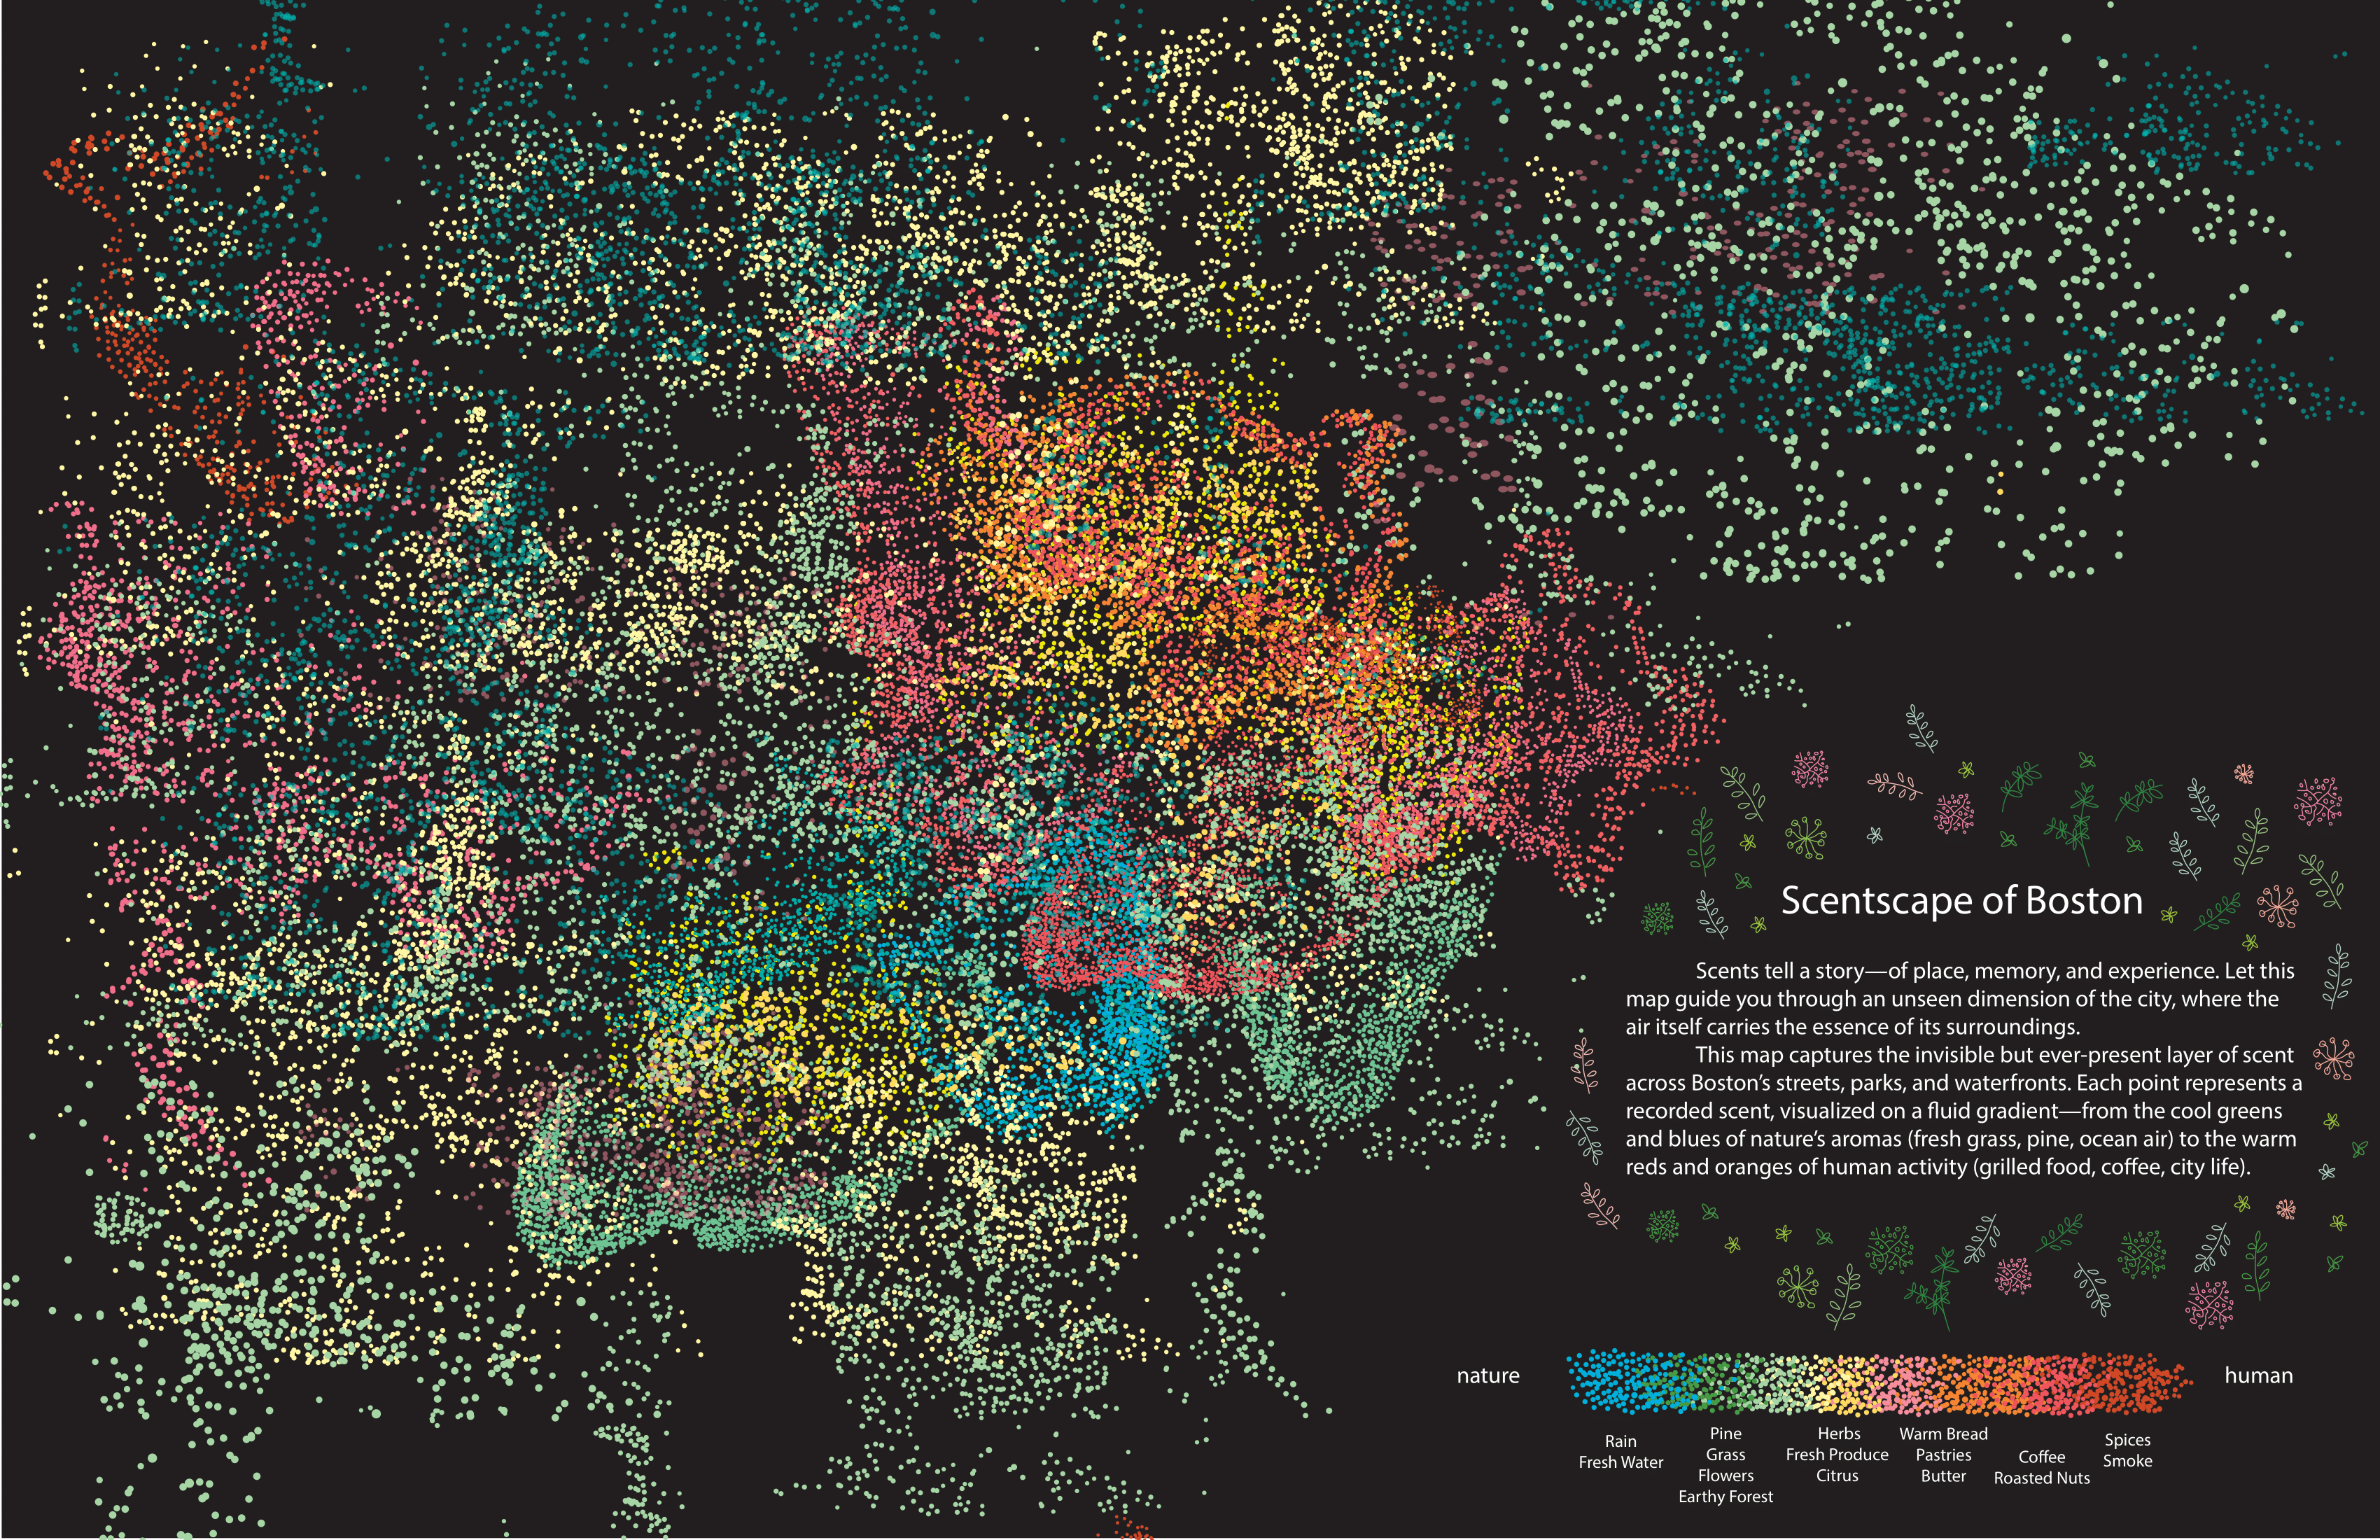 Scentscape of Boston
Scents tell a story—of place, memory, and experience. Let this
map guide you through an unseen dimension of the city, where the
air itself carries the essence of its surroundings.
This map captures the invisible but ever-present layer of scent
across Boston's streets, parks, and waterfronts. Each point represents a
recorded scent, visualized on a fluid gradient—from the cool greens
and blues of nature's aromas (fresh grass, pine, ocean air) to the warm
reds and oranges of human activity (grilled food, coffee, city life).
nature
human
Rain
Fresh Water
Pine
Grass
Flowers
Earthy Forest
Herbs
Fresh Produce
Citrus
Warm Bread
Pastries
Butter
Coffee
Roasted Nuts
Spices
Smoke